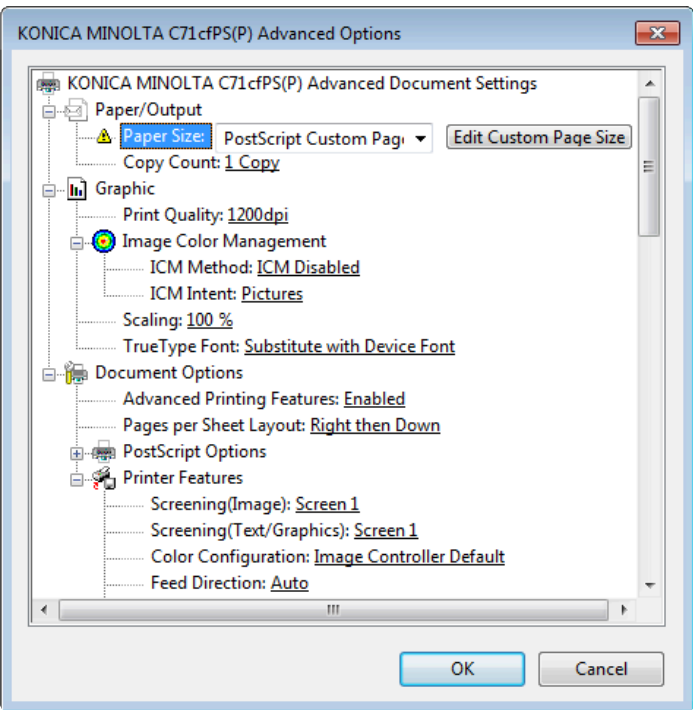 KONICA MINOLTA C71cfPS(P) Advanced Options
KONICA MINOLTA C71cfPS(P) Advanced Document Settings
Paper/Output
Paper Size: PostScript Custom Pag Edit Custom Page Size
Copy Count: 1 Copy
Graphic
Print Quality: 1200dpi
Image Color Management
ICM Method: ICM Disabled
ICM Intent: Pictures
Scaling: 100 %
TrueType Font: Substitute with Device Font
Document Options
Advanced Printing Features: Enabled
Pages per Sheet Layout: Right then Down
PostScript Options
Printer Features
Screening(Image): Screen 1
Screening(Text/Graphics): Screen 1
Color Configuration: Image Controller Default
Feed Direction: Auto
OK Cancel